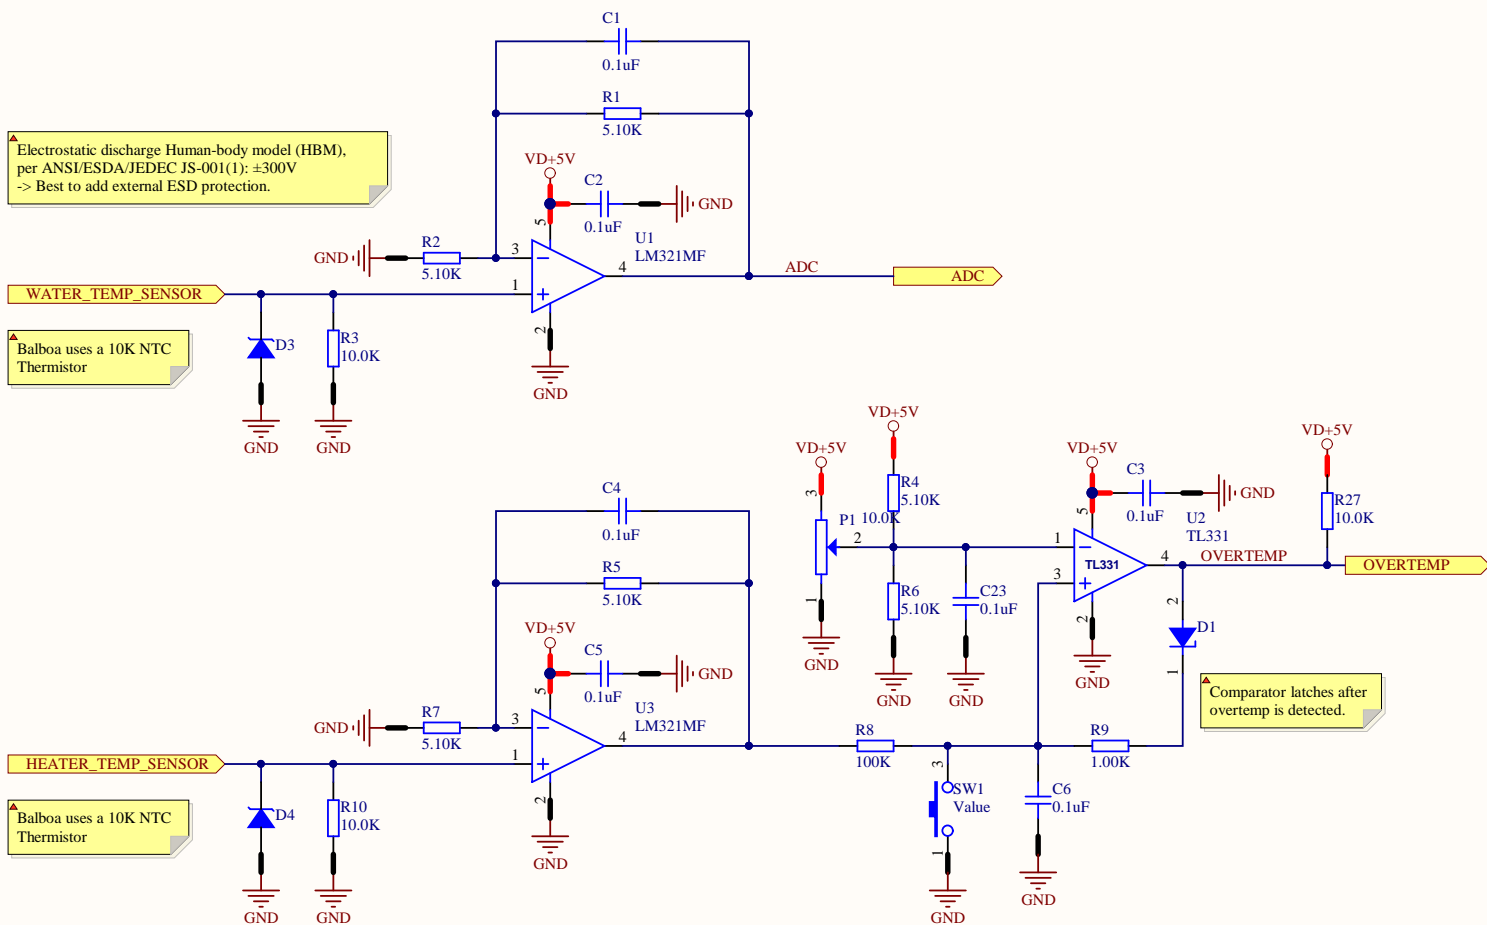 C1
0.1uF
R1
5.10K
Electrostatic discharge Human-body model (HBM),
per ANSI/ESDA/JEDEC JS-001(1): ±300V
-> Best to add external ESD protection.
VD+5V
C2
0.1uF
GND
5
U1
LM321MF
GND
R2
5.10K
3
4
ADC
ADC
WATER_TEMP_SENSOR
1
2
GND
Balboa uses a 10K NTC
Thermistor
D3
R3
10.0K
GND
GND
C4
0.1uF
R5
5.10K
VD+5V
C5
0.1uF
GND
5
U3
LM321MF
GND
R7
5.10K
3
4
HEATER_TEMP_SENSOR
1
2
GND
Balboa uses a 10K NTC
Thermistor
D4
R10
10.0K
GND
GND
VD+5V
3
P1
10.0K
2
1
GND
VD+5V
R4
5.10K
R6
5.10K
GND
C23
0.1uF
GND
VD+5V
C3
0.1uF
GND
5
U2
TL331
1
TL331
3
4
2
GND
OVERTEMP
VD+5V
R27
10.0K
OVERTEMP
2
D1
1
Comparator latches after
overtemp is detected.
R8
100K
R9
1.00K
3
SW1
Value
1
GND
C6
0.1uF
GND